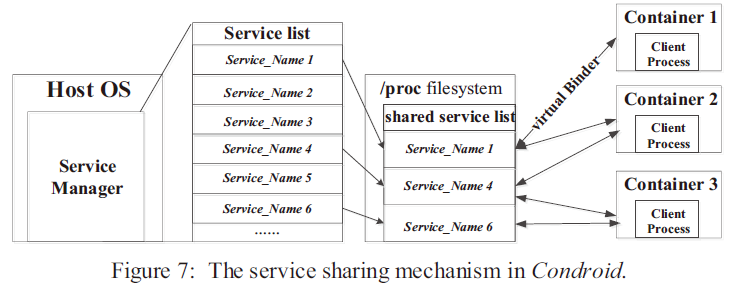 Host OS
Service
Manager
Service list
Service_Name 1
Service_Name 2
Service_Name 3
Service_Name 4
Service_Name 5
Service_Name 6
......
/proc filesystem
shared service list
Service_Name 1
Service_Name 4
Service_Name 6
virtual Binder
Container 1
Client
Process
Container 2
Client
Process
Container 3
Client
Process
Figure 7: The service sharing mechanism in Condroid.